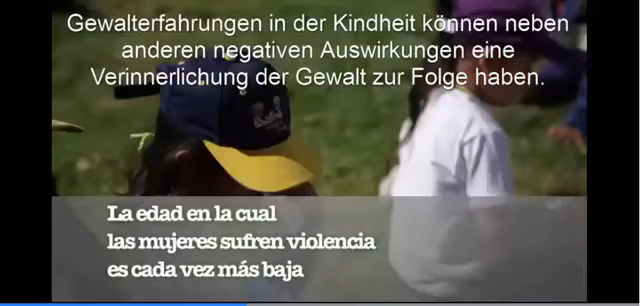 Gewalterfahrungen in der Kindheit können neben
anderen negativen Auswirkungen eine
Verinnerlichung der Gewalt zur Folge haben.
La edad en la cual
las mujeres sufren violencia
es cada vez más baja